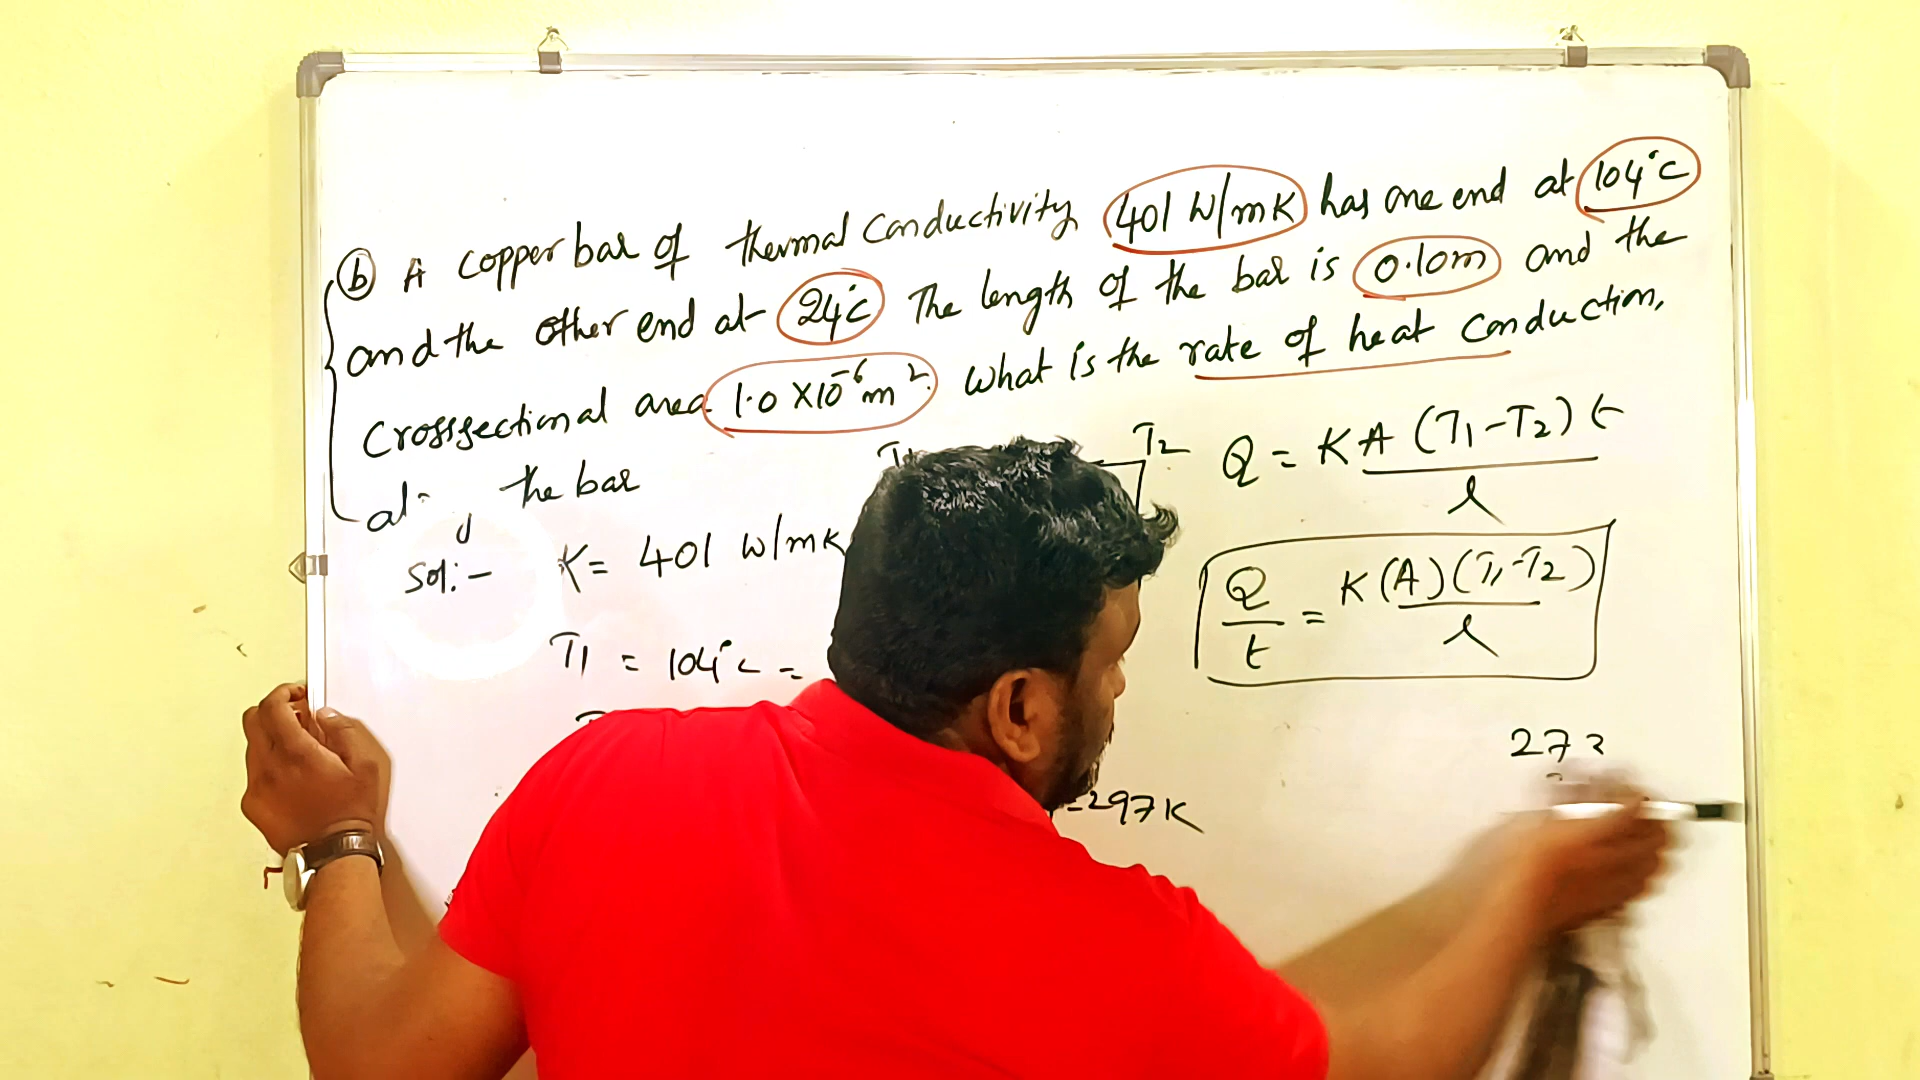 (b) A copper bar of thermal conductivity 401 W/mK has one end at 104°C
and the other end at 24°C The length of the bar is 0.10m and the
Crosssectional area 1.0 X10⁻⁶m². What is the rate of heat conduction,
al the bar
Sol:- K= 401 W/mK
T₁ = 104°C =
=297K
T₂
Q = KA (T₁-T₂) t / l
Q/t = K(A)(T₁-T₂) / l
273